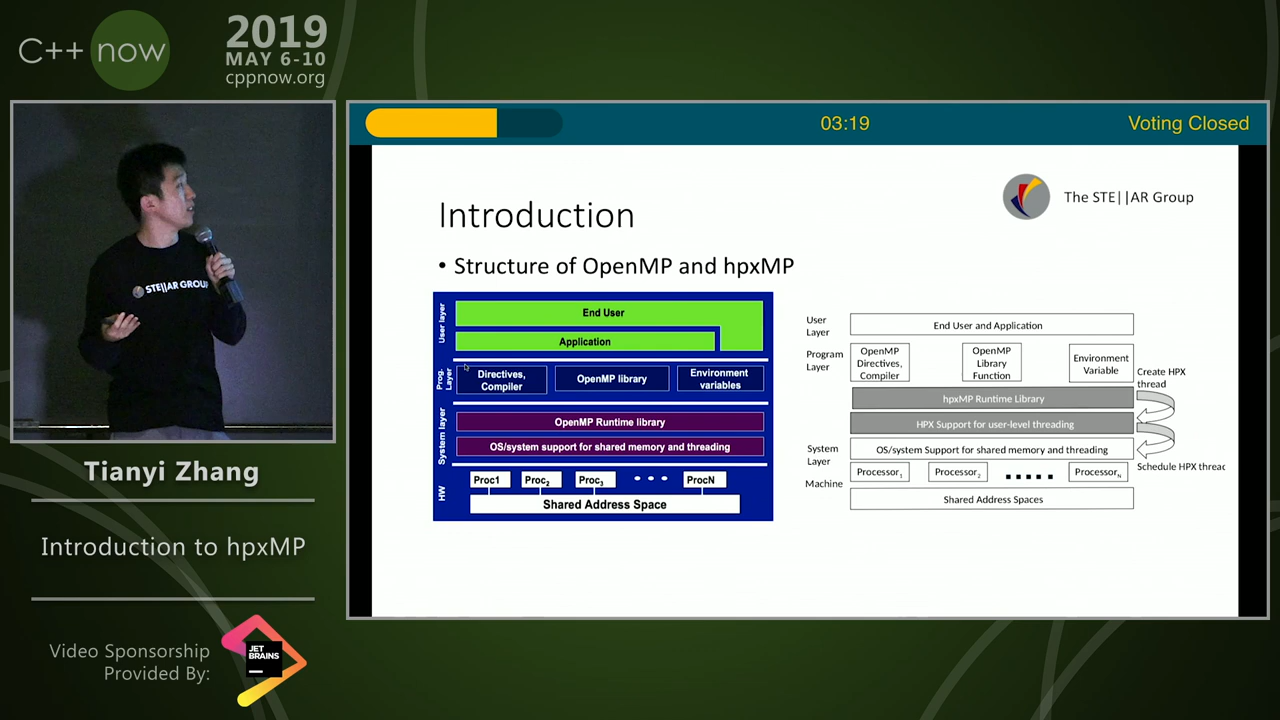 C++ now
2019
MAY 6-10
cppnow.org
STE||AR GROUP
Tianyi Zhang
Introduction to hpxMP
Video Sponsorship
Provided By:
JET
BRAINS
03:19
Voting Closed
The STE||AR Group
Introduction
• Structure of OpenMP and hpxMP
User layer
End User
Application
Prog.
Layer
Directives,
Compiler
OpenMP library
Environment
variables
System layer
OpenMP Runtime library
OS/system support for shared memory and threading
HW
Proc1
Proc2
Proc3
ProcN
Shared Address Space
User
Layer
End User and Application
Program
Layer
OpenMP
Directives,
Compiler
OpenMP
Library
Function
Environment
Variable
Create HPX
thread
hpxMP Runtime Library
HPX Support for user-level threading
System
Layer
OS/system Support for shared memory and threading
Schedule HPX threac
Machine
Processor1
Processor2
ProcessorN
Shared Address Spaces